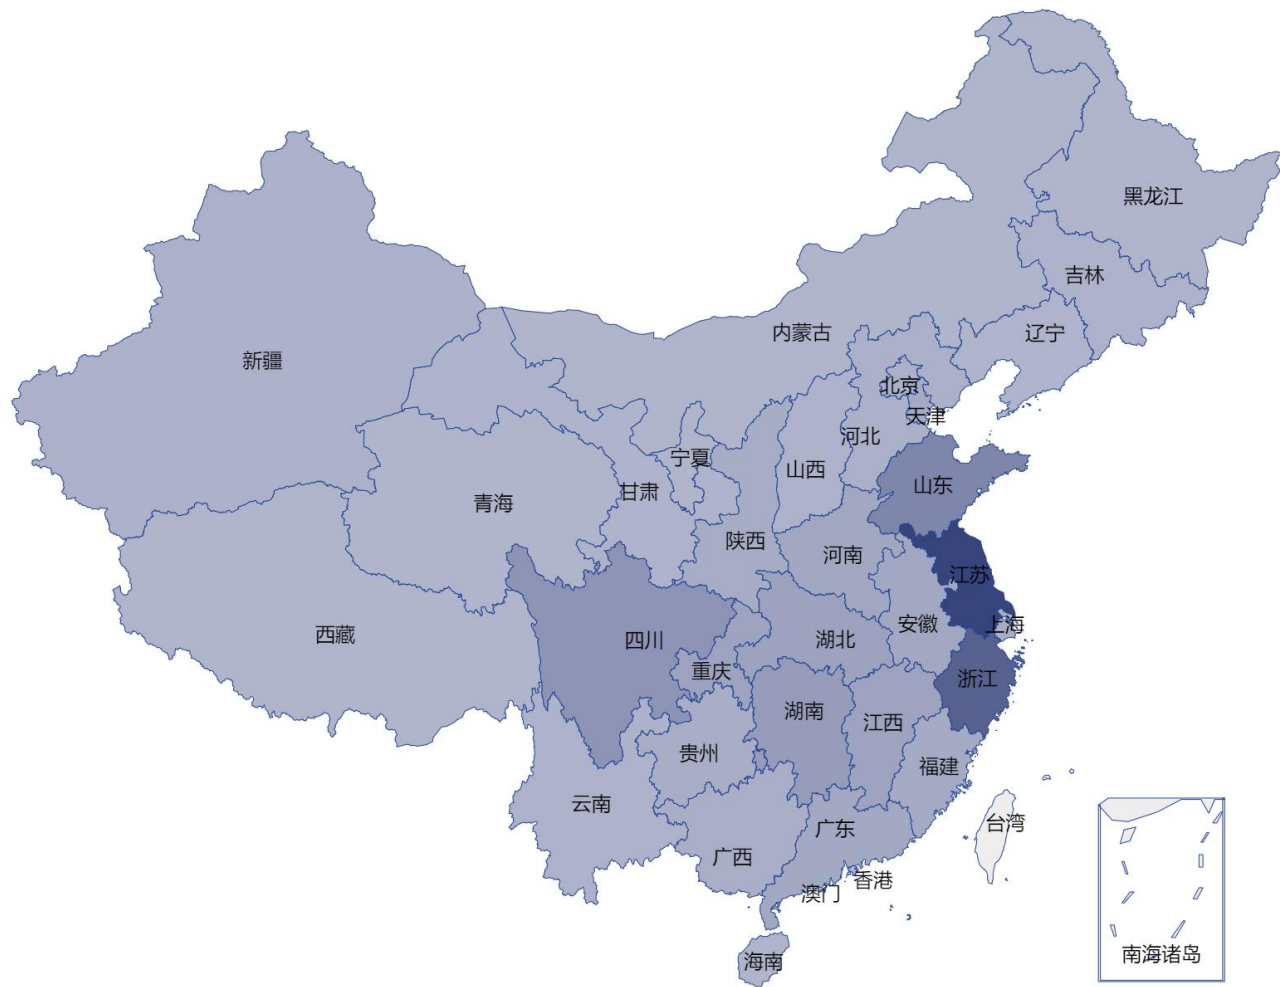 黑龙江
吉林
辽宁
内蒙古
新疆
北京
天津
河北
宁夏
山西
山东
甘肃
青海
陕西
河南
江苏
安徽
上海
西藏
四川
湖北
重庆
浙江
湖南
江西
贵州
福建
云南
广东
台湾
广西
香港
澳门
海南
南海诸岛